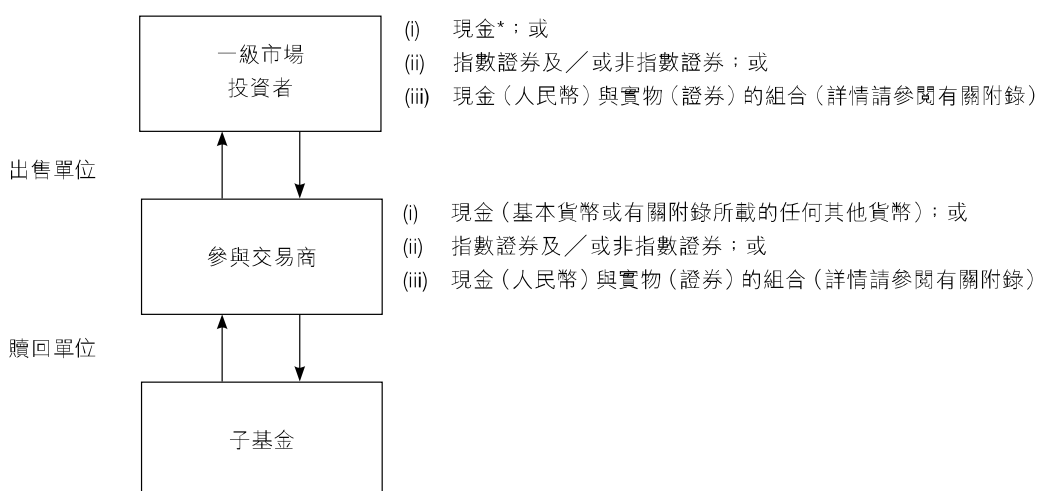 一級市場
投資者
(i) 現金*；或
(ii) 指數證券及／或非指數證券；或
(iii) 現金（人民幣）與實物（證券）的組合（詳情請參閱有關附錄）
出售單位
參與交易商
(i) 現金（基本貨幣或有關附錄所載的任何其他貨幣）；或
(ii) 指數證券及／或非指數證券；或
(iii) 現金（人民幣）與實物（證券）的組合（詳情請參閱有關附錄）
贖回單位
子基金